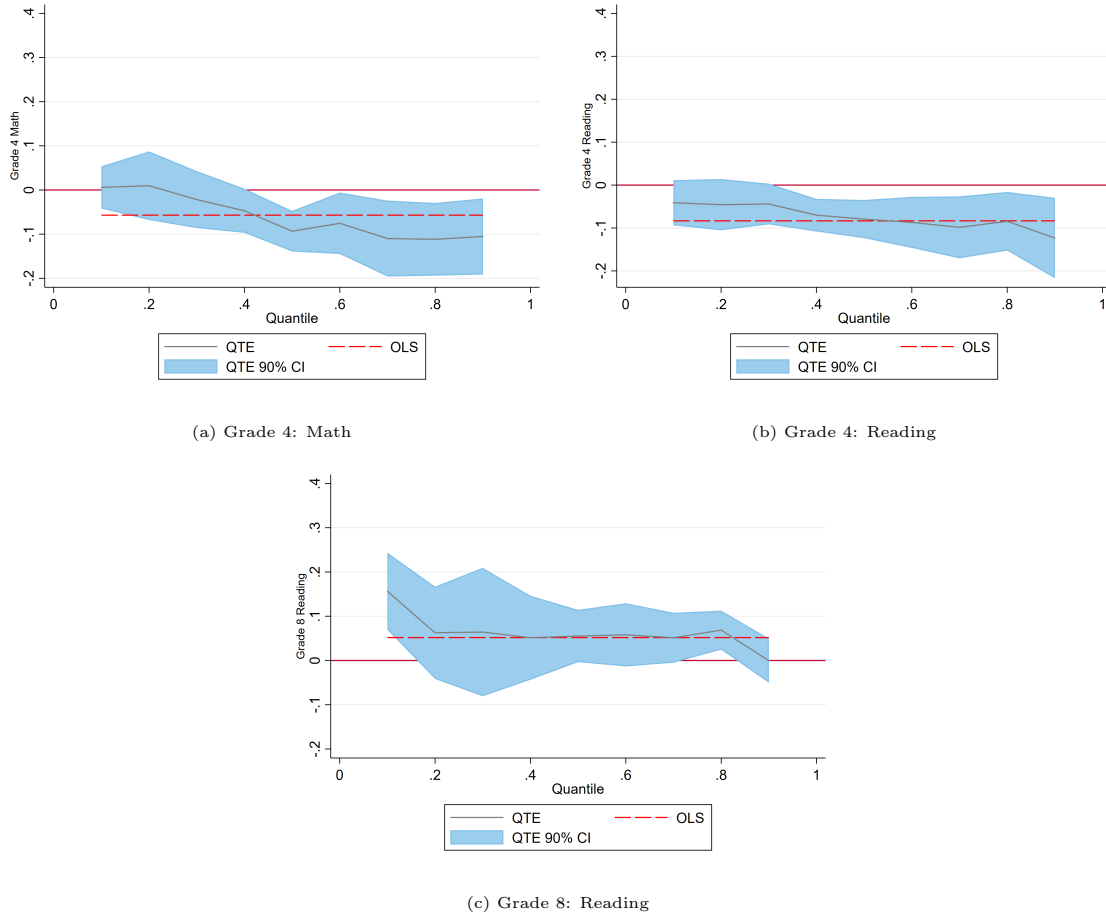 .4
.3
.2
.1
0
-.1
-.2
Grade 4 Math
0 .2 .4 .6 .8 1
Quantile
QTE OLS
QTE 90% CI
(a) Grade 4: Math
.4
.3
.2
.1
0
-.1
-.2
Grade 4 Reading
0 .2 .4 .6 .8 1
Quantile
QTE OLS
QTE 90% CI
(b) Grade 4: Reading
.4
.3
.2
.1
0
-.1
-.2
Grade 8 Reading
0 .2 .4 .6 .8 1
Quantile
QTE OLS
QTE 90% CI
(c) Grade 8: Reading